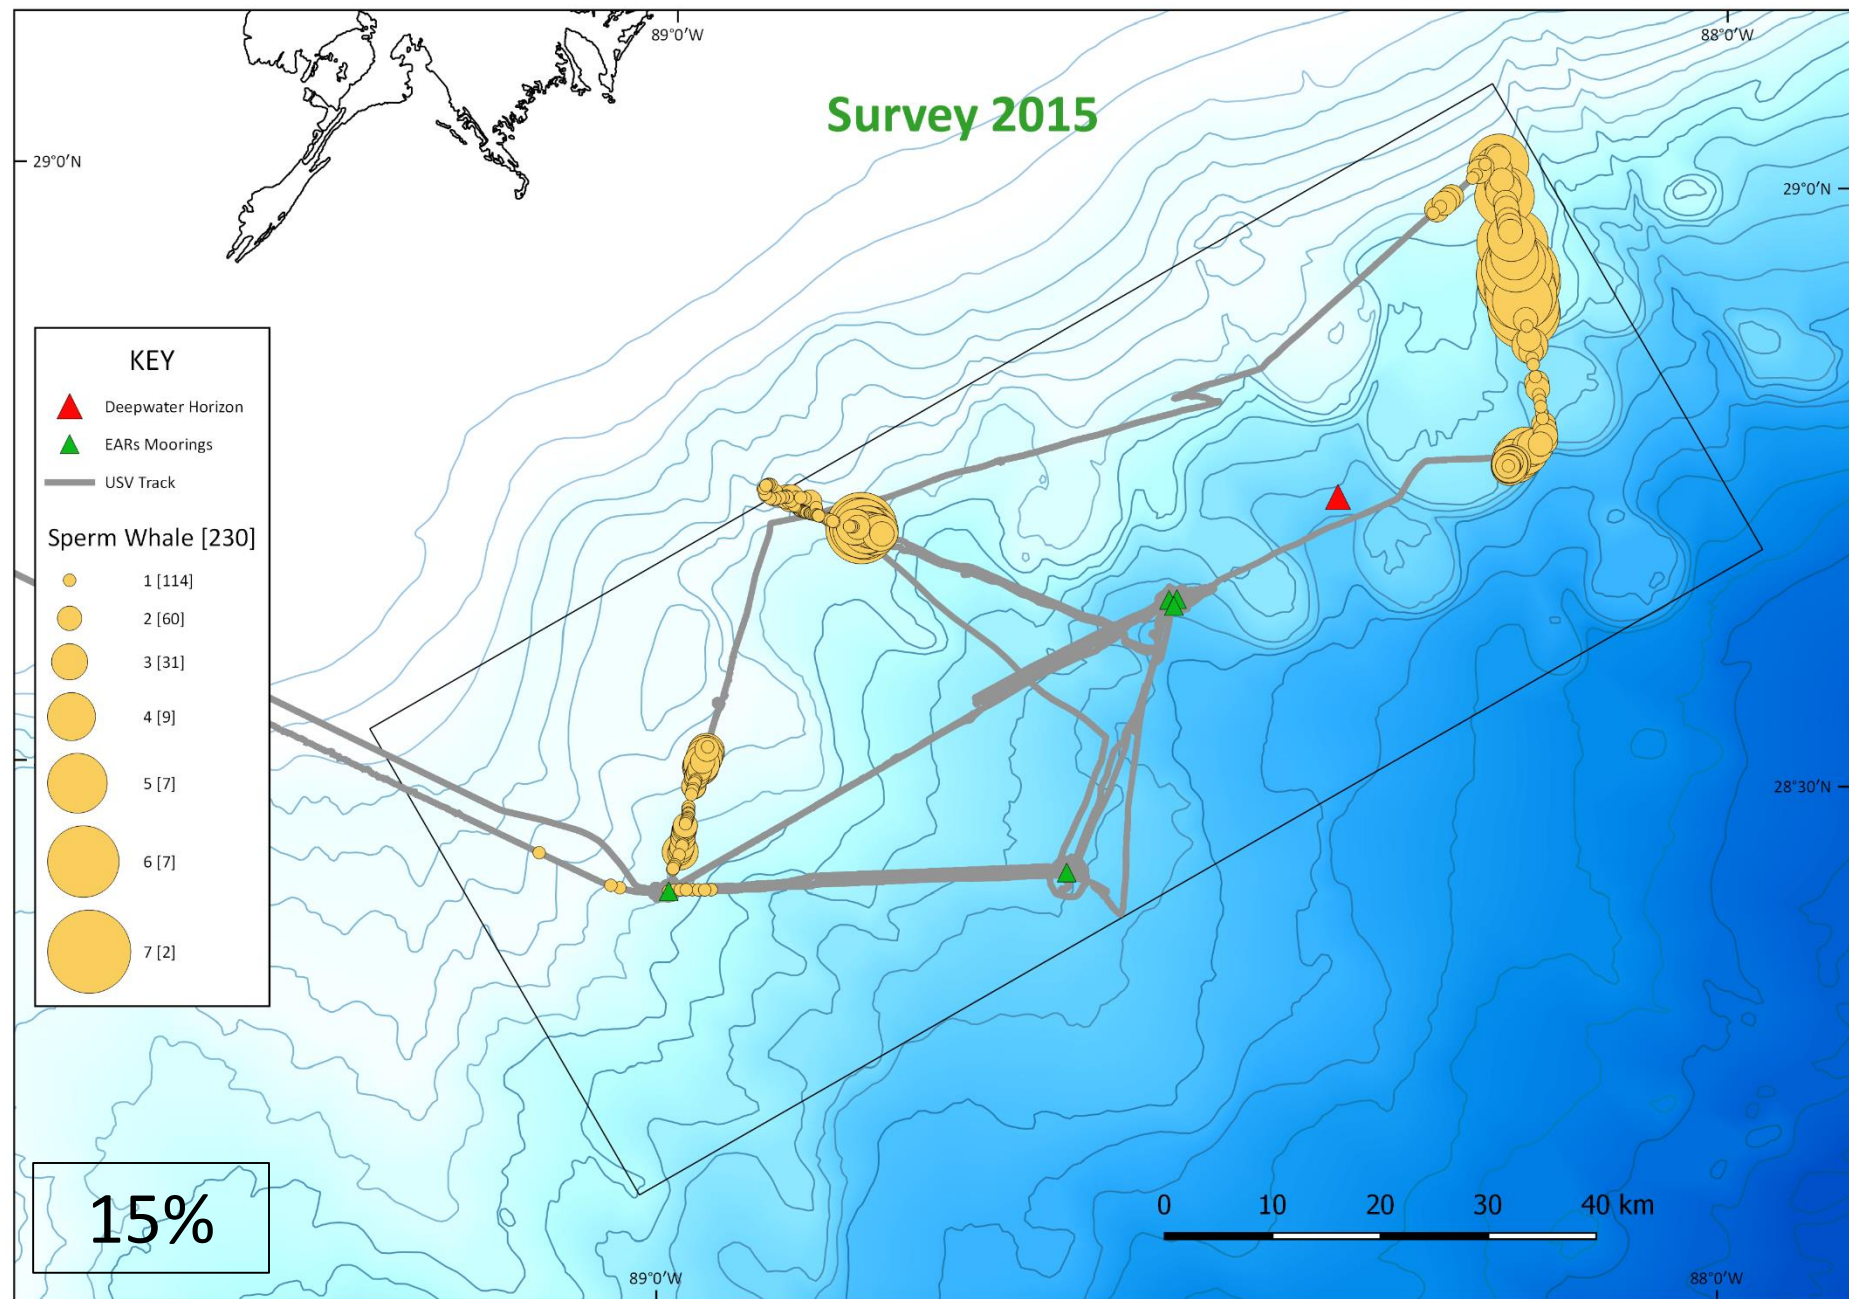 89°0'W
88°0'W
Survey 2015
29°0'N
29°0'N
KEY
Deepwater Horizon
EARs Moorings
USV Track
Sperm Whale [230]
1 [114]
2 [60]
3 [31]
4 [9]
5 [7]
6 [7]
7 [2]
28°30'N
15%
0 10 20 30 40 km
89°0'W
88°0'W